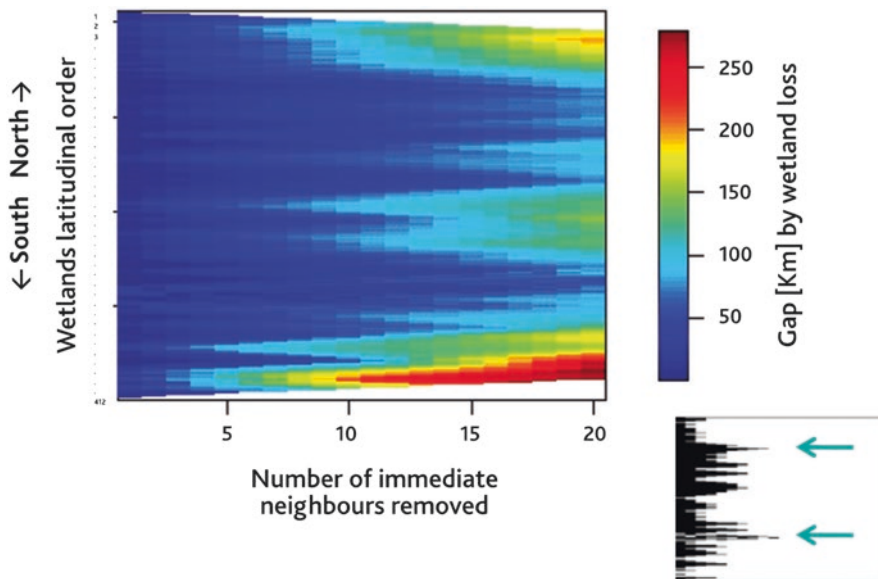 1
2
3
412
← South North →
Wetlands latitudinal order
5
10
15
20
Number of immediate
neighbours removed
250
200
150
100
50
Gap [Km] by wetland loss